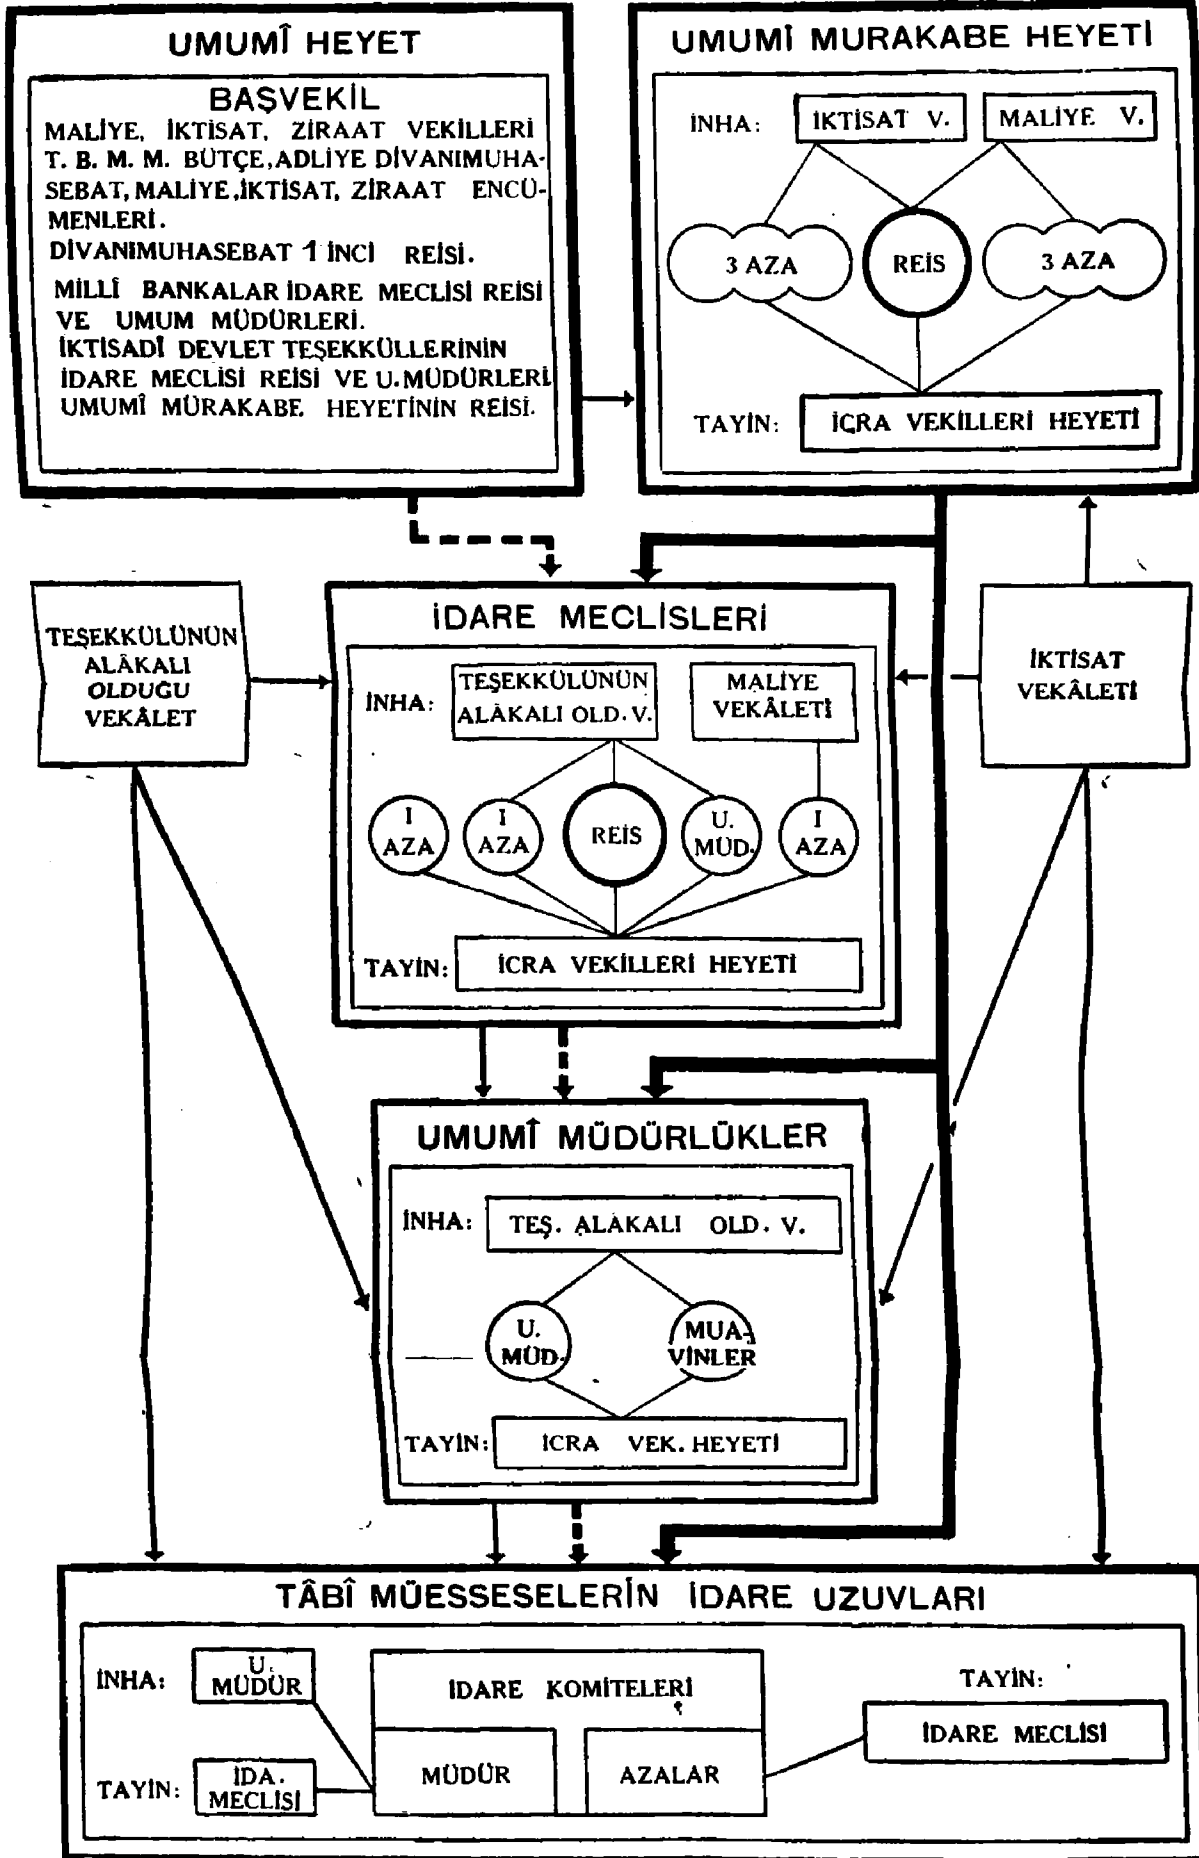 UMUMÎ HEYET
BAŞVEKİL
MALİYE, İKTİSAT, ZİRAAT VEKİLLERİ
T. B. M. M. BÜTÇE, ADLİYE DİVANIMUHA-
SEBAT, MALİYE, İKTİSAT, ZİRAAT ENCÜ-
MENLERİ.
DİVANIMUHASEBAT 1 İNCİ REİSİ.
MİLLÎ BANKALAR İDARE MECLİSİ REİSİ
VE UMUM MÜDÜRLERİ.
İKTİSADÎ DEVLET TEŞEKKÜLLERİNİN
İDARE MECLİSİ REİSİ VE U. MÜDÜRLERİ
UMUMÎ MÜRAKABE HEYETİNİN REİSİ.
UMUMÎ MURAKABE HEYETİ
İNHA: İKTİSAT V. MALİYE V.
3 AZA REİS 3 AZA
TAYİN: İCRA VEKİLLERİ HEYETİ
TEŞEKKÜLÜNÜN
ALÂKALI
OLDUĞU
VEKÂLET
İDARE MECLİSLERİ
İNHA:
TEŞEKKÜLÜNÜN
ALÂKALI OLD. V.
MALİYE
VEKÂLETİ
I
AZA
I
AZA
REİS
U.
MÜD.
I
AZA
TAYİN: İCRA VEKİLLERİ HEYETİ
İKTİSAT
VEKÂLETİ
UMUMÎ MÜDÜRLÜKLER
İNHA: TEŞ. ALÂKALI OLD. V.
U.
MÜD.
MUA-
VİNLER
TAYİN: İCRA VEK. HEYETİ
TÂBÎ MÜESSESELERİN İDARE UZUVLARI
İNHA:
U.
MÜDÜR
TAYİN:
İDA.
MECLİSİ
İDARE KOMİTELERİ
MÜDÜR AZALAR
TAYİN:
İDARE MECLİSİ